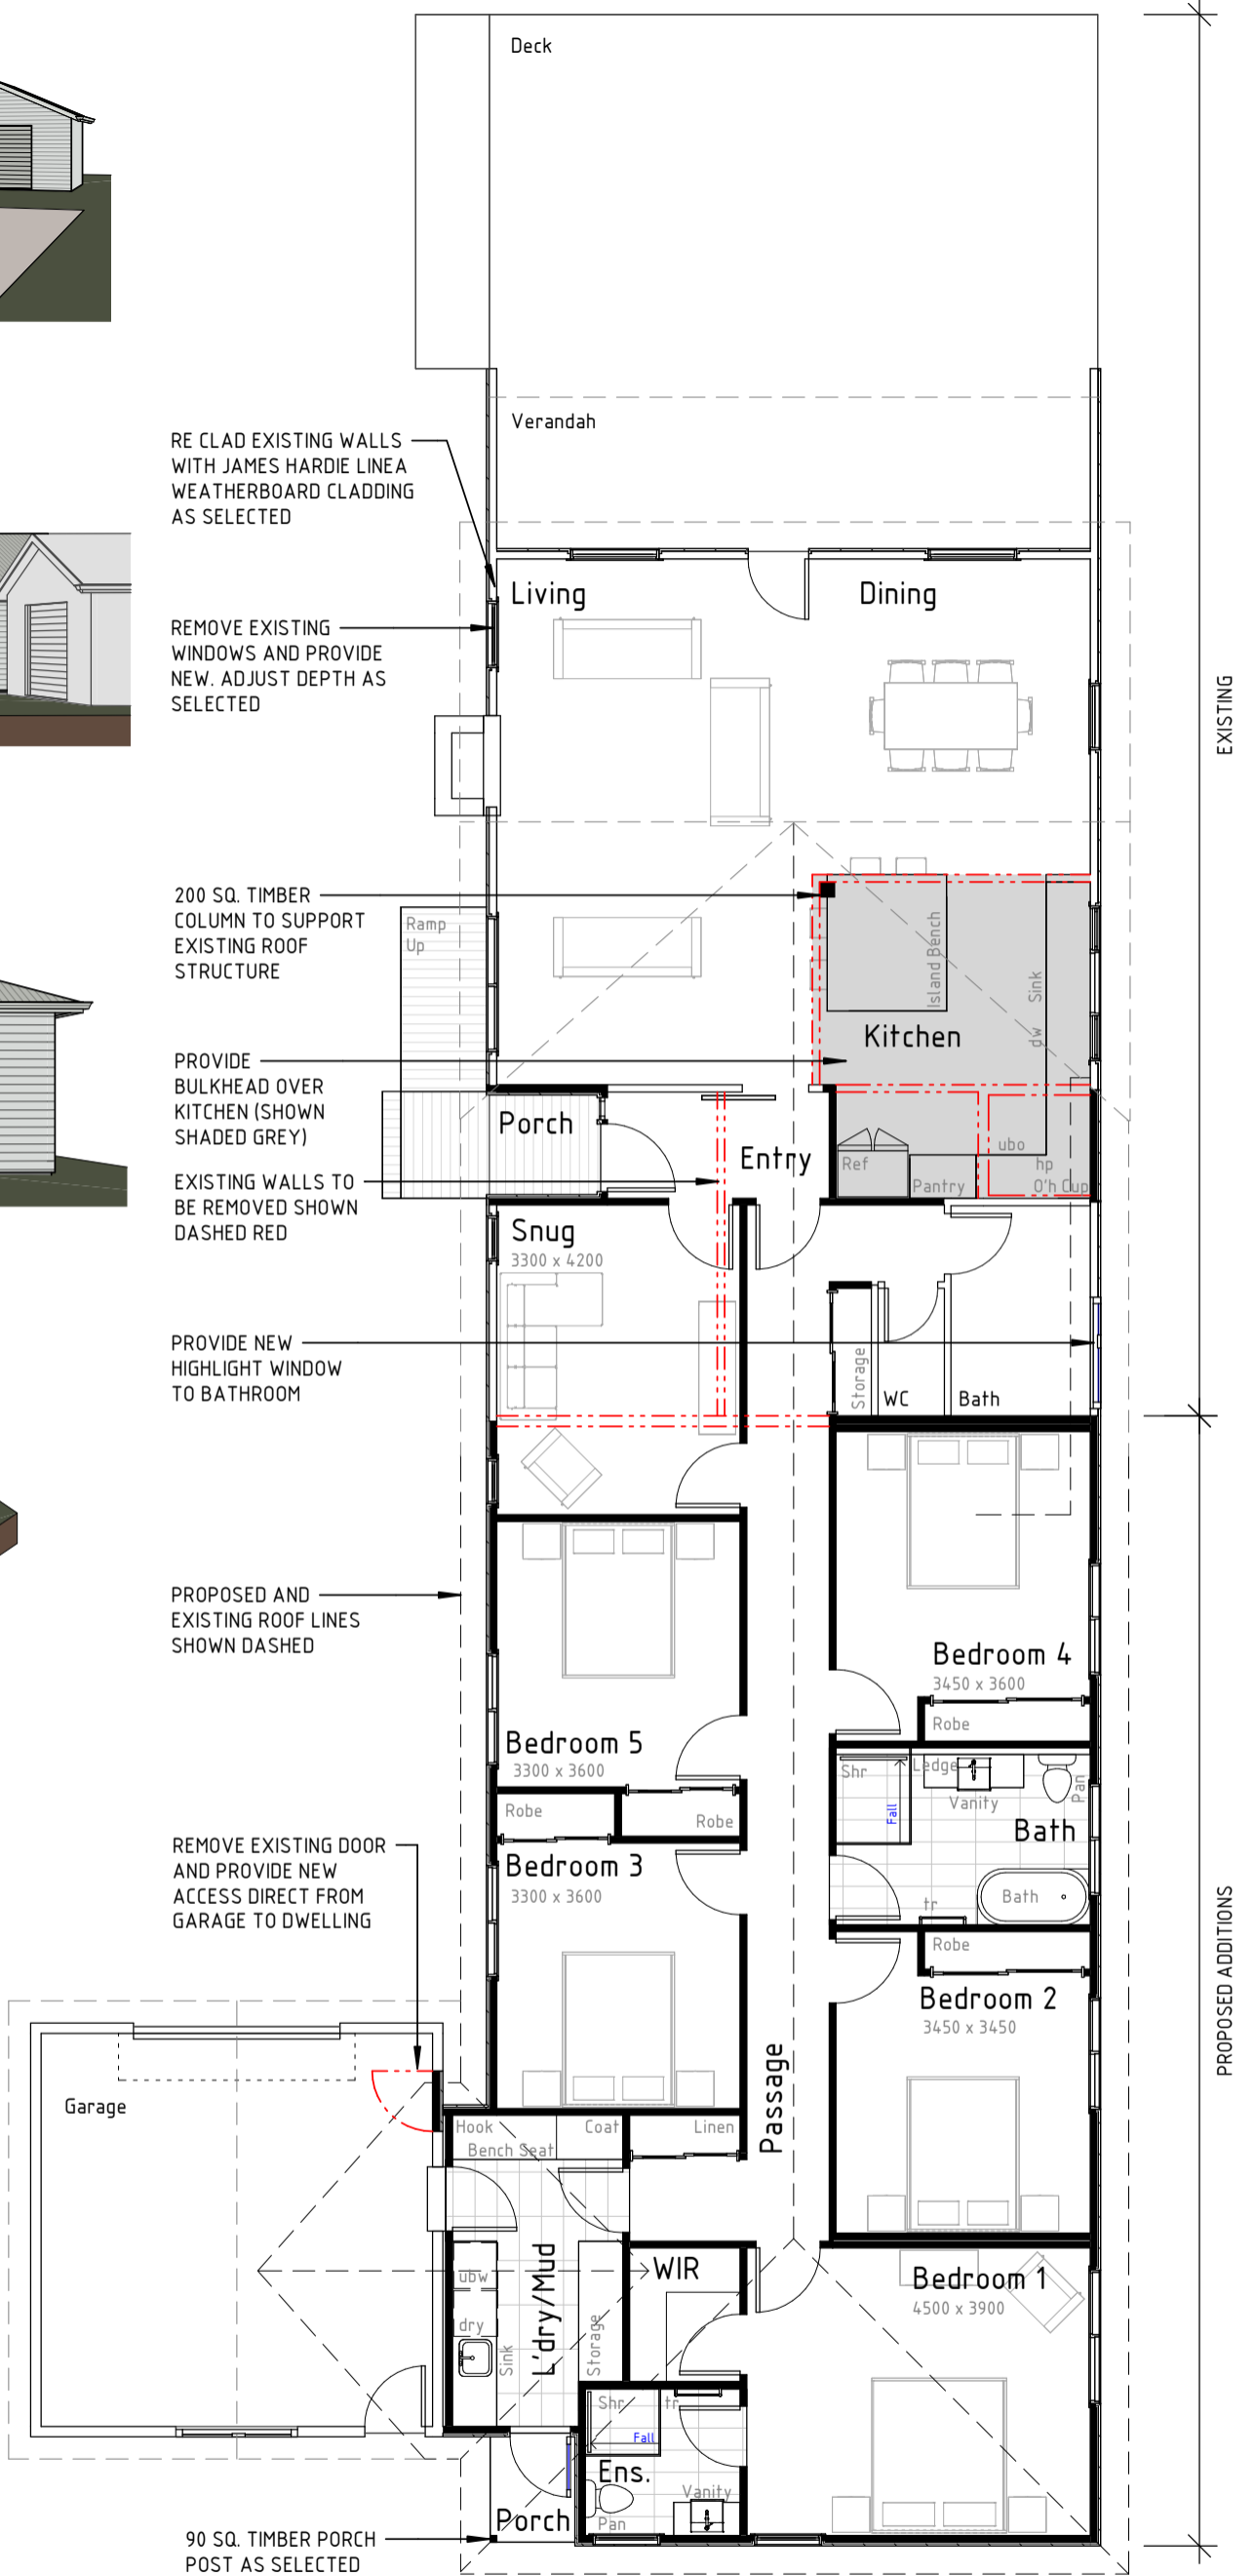 Deck
Verandah
RE CLAD EXISTING WALLS
WITH JAMES HARDIE LINEA
WEATHERBOARD CLADDING
AS SELECTED
Living
Dining
REMOVE EXISTING
WINDOWS AND PROVIDE
NEW. ADJUST DEPTH AS
SELECTED
EXISTING
200 SQ. TIMBER
COLUMN TO SUPPORT
EXISTING ROOF
STRUCTURE
Ramp
Up
Island Bench
Sink
dw
Kitchen
PROVIDE
BULKHEAD OVER
KITCHEN (SHOWN
SHADED GREY)
Porch
Entry
ubo
Ref
hp
Pantry
O'h Cup
EXISTING WALLS TO
BE REMOVED SHOWN
DASHED RED
Snug
3300 x 4200
PROVIDE NEW
HIGHLIGHT WINDOW
TO BATHROOM
Storage
WC
Bath
PROPOSED AND
EXISTING ROOF LINES
SHOWN DASHED
Bedroom 4
3450 x 3600
Robe
Bedroom 5
3300 x 3600
Shr
Ledge
Vanity
Pan
Fall
Robe
Robe
Bath
REMOVE EXISTING DOOR
AND PROVIDE NEW
ACCESS DIRECT FROM
GARAGE TO DWELLING
Bedroom 3
3300 x 3600
Bath
tr
Robe
Bedroom 2
3450 x 3450
PROPOSED ADDITIONS
Passage
Garage
Hook
Coat
Bench Seat
Linen
WIR
ubw
dry
Sink
L'dry/Mud
Storage
Bedroom 1
4500 x 3900
Shr
tr
Fall
Ens.
Vanity
Pan
Porch
90 SQ. TIMBER PORCH
POST AS SELECTED